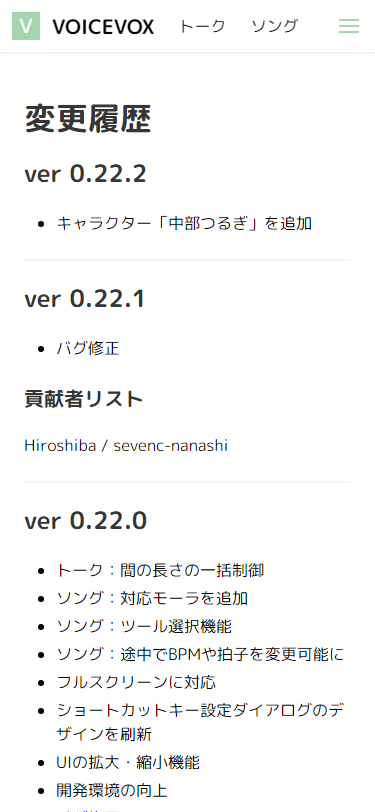 V VOICEVOX トーク ソング
変更履歴
ver 0.22.2
キャラクター「中部つるぎ」を追加
ver 0.22.1
バグ修正
貢献者リスト
Hiroshiba / sevenc-nanashi
ver 0.22.0
トーク：間の長さの一括制御
ソング：対応モーラを追加
ソング：ツール選択機能
ソング：途中でBPMや拍子を変更可能に
フルスクリーンに対応
ショートカットキー設定ダイアログのデ
ザインを刷新
UIの拡大・縮小機能
開発環境の向上